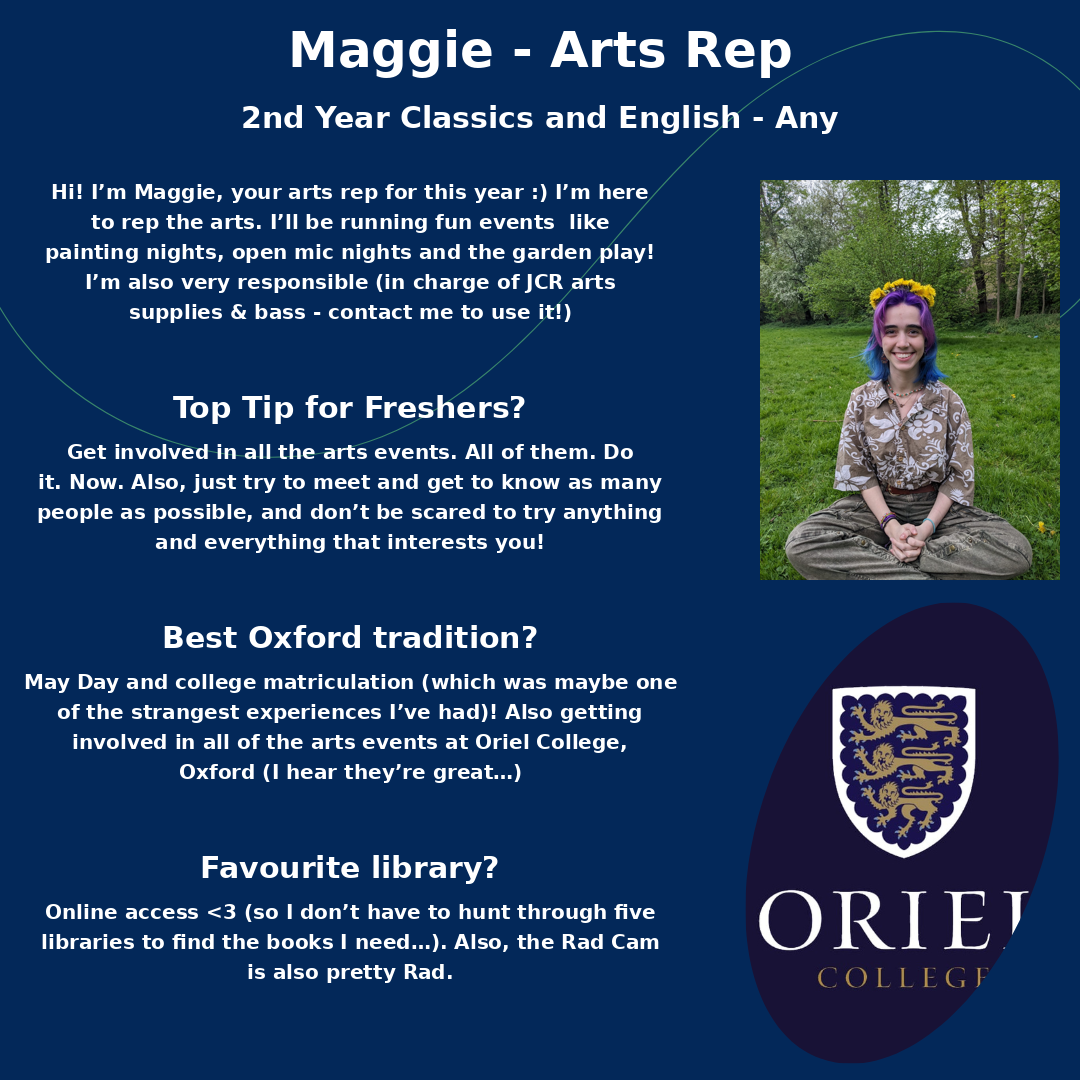 Maggie - Arts Rep
2nd Year Classics and English - Any
Hi! I’m Maggie, your arts rep for this year :) I’m here
to rep the arts. I’ll be running fun events  like
painting nights, open mic nights and the garden play!
I’m also very responsible (in charge of JCR arts
supplies & bass - contact me to use it!)
Top Tip for Freshers?
Get involved in all the arts events. All of them. Do
it. Now. Also, just try to meet and get to know as many
people as possible, and don’t be scared to try anything
and everything that interests you!
Best Oxford tradition?
May Day and college matriculation (which was maybe one
of the strangest experiences I’ve had)! Also getting
involved in all of the arts events at Oriel College,
Oxford (I hear they’re great…)
Favourite library?
Online access <3 (so I don’t have to hunt through five
libraries to find the books I need…). Also, the Rad Cam
is also pretty Rad.
ORIEL
COLLEGE